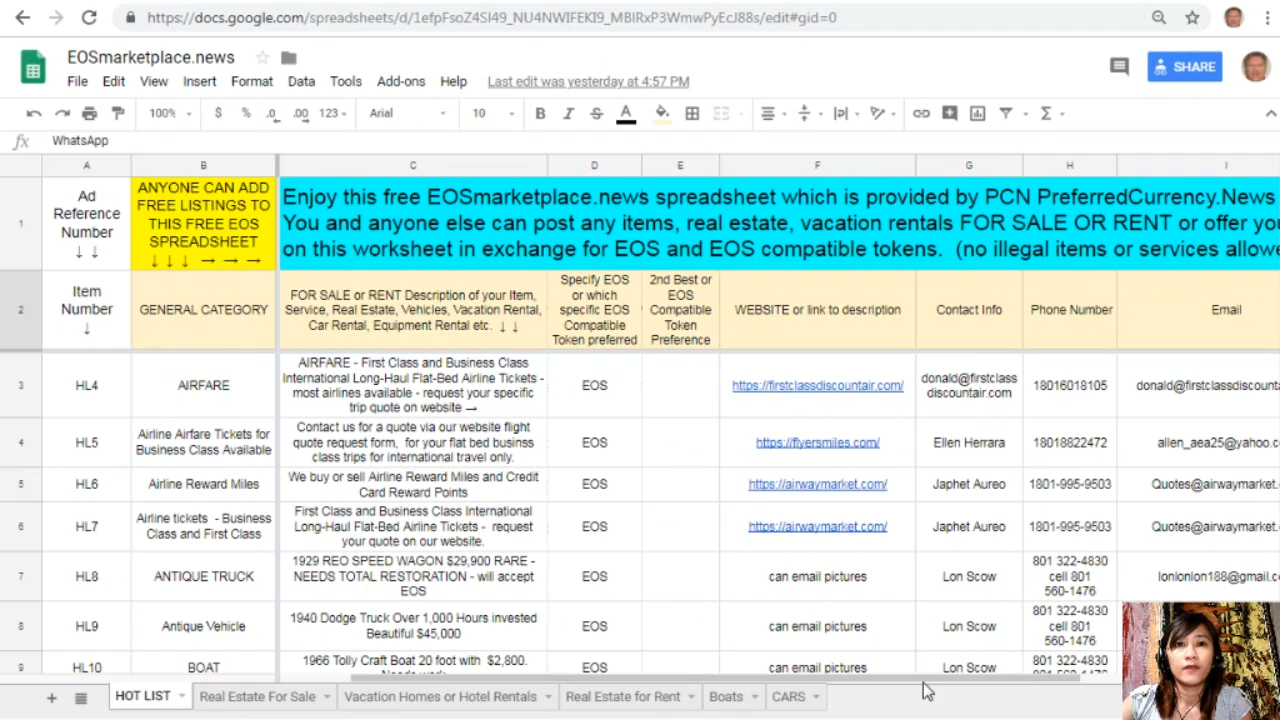 https://docs.google.com/spreadsheets/d/1efpFsoZ4Sl49_NU4NWIFEKI9_MBlRxP3WmwPyEcJ88s/edit#gid=0
EOSmarketplace.news
File Edit View Insert Format Data Tools Add-ons Help Last edit was yesterday at 4:57 PM
SHARE
100% $ % .0 .00 123 Arial 10 B I S A
fx WhatsApp
A B C D E F G H I
1
Ad
Reference
Number
↓ ↓
ANYONE CAN ADD
FREE LISTINGS TO
THIS FREE EOS
SPREADSHEET
↓ ↓ ↓ → → →
Enjoy this free EOSmarketplace.news spreadsheet which is provided by PCN PreferredCurrency.News
You and anyone else can post any items, real estate, vacation rentals FOR SALE OR RENT or offer
on this worksheet in exchange for EOS and EOS compatible tokens. (no illegal items or services
2
Item
Number
↓
GENERAL CATEGORY
FOR SALE or RENT Description of your Item,
Service, Real Estate, Vehicles, Vacation Rental,
Car Rental, Equipment Rental etc. ↓ ↓
Specify EOS
or which
specific EOS
Compatible
Token preferred
2nd Best or
EOS
Compatible
Token
Preference
WEBSITE or link to description
Contact Info
Phone Number
Email
3
HL4
AIRFARE
AIRFARE - First Class and Business Class
International Long-Haul Flat-Bed Airline Tickets -
most airlines available - request your specific
trip quote on website →
EOS
https://firstclassdiscountair.com/
donald@firstclass
discountair.com
18016018105
donald@firstclassdiscount
4
HL5
Airline Airfare Tickets for
Business Class Available
Contact us for a quote via our website flight
quote request form, for your flat bed businss
class trips for international travel only.
EOS
https://flyersmiles.com/
Ellen Herrara
18018822472
allen_aea25@yahoo.c
5
HL6
Airline Reward Miles
We buy or sell Airline Reward Miles and Credit
Card Reward Points
EOS
https://airwaymarket.com/
Japhet Aureo
1801-995-9503
Quotes@airwaymarket.
6
HL7
Airline tickets - Business
Class and First Class
First Class and Business Class International
Long-Haul Flat-Bed Airline Tickets - request
your quote on our website.
EOS
https://airwaymarket.com/
Japhet Aureo
1801-995-9503
Quotes@airwaymarket.
7
HL8
ANTIQUE TRUCK
1929 REO SPEED WAGON $29,900 RARE -
NEEDS TOTAL RESTORATION - will accept
EOS
EOS
can email pictures
Lon Scow
801 322-4830
cell 801
560-1476
lonlonlon188@gmail.c
8
HL9
Antique Vehicle
1940 Dodge Truck Over 1,000 Hours invested
Beautiful $45,000
EOS
can email pictures
Lon Scow
801 322-4830
cell 801
560-1476
9
HL10
BOAT
1966 Tolly Craft Boat 20 foot with $2,800.
EOS
can email pictures
Lon Scow
801 322-4830
HOT LIST Real Estate For Sale Vacation Homes or Hotel Rentals Real Estate for Rent Boats CARS